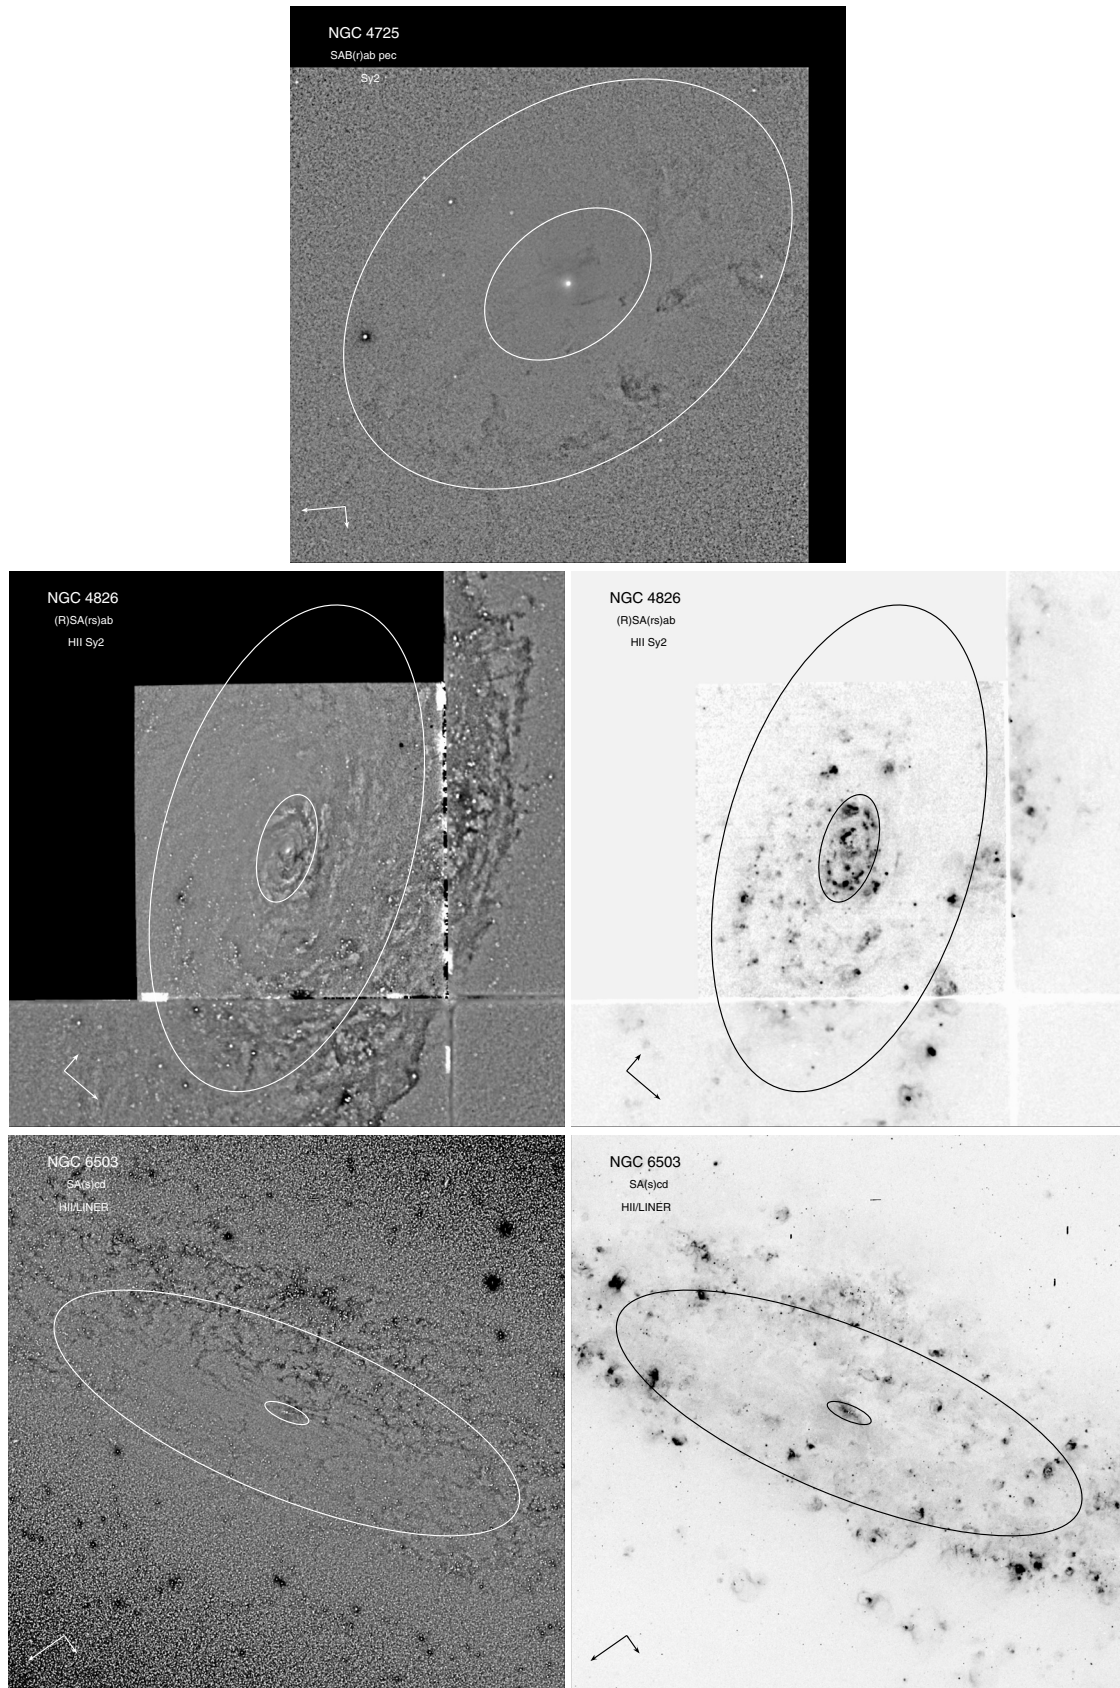 NGC 4725
SAB(r)ab pec
Sy2
NGC 4826
(R)SA(rs)ab
HII Sy2
NGC 4826
(R)SA(rs)ab
HII Sy2
NGC 6503
SA(s)cd
HII/LINER
NGC 6503
SA(s)cd
HII/LINER